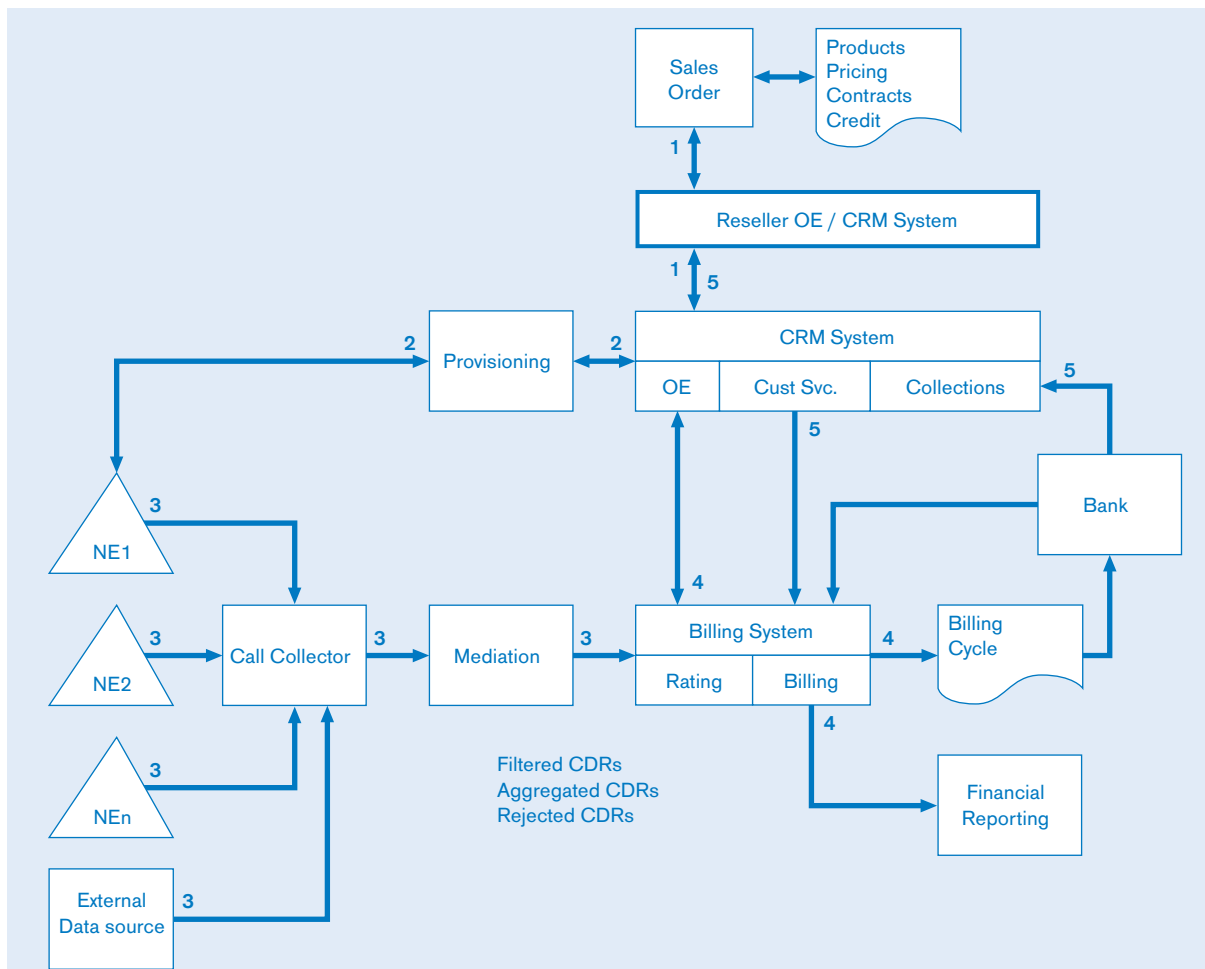 Sales
Order
Products
Pricing
Contracts
Credit
1
Reseller OE / CRM System
1
5
CRM System
OE
Cust Svc.
Collections
2
Provisioning
2
5
5
4
Bank
NE1
3
NE2
3
Call Collector
3
Mediation
3
Billing System
Rating
Billing
4
Billing
Cycle
4
NEn
3
Filtered CDRs
Aggregated CDRs
Rejected CDRs
Financial
Reporting
External
Data source
3